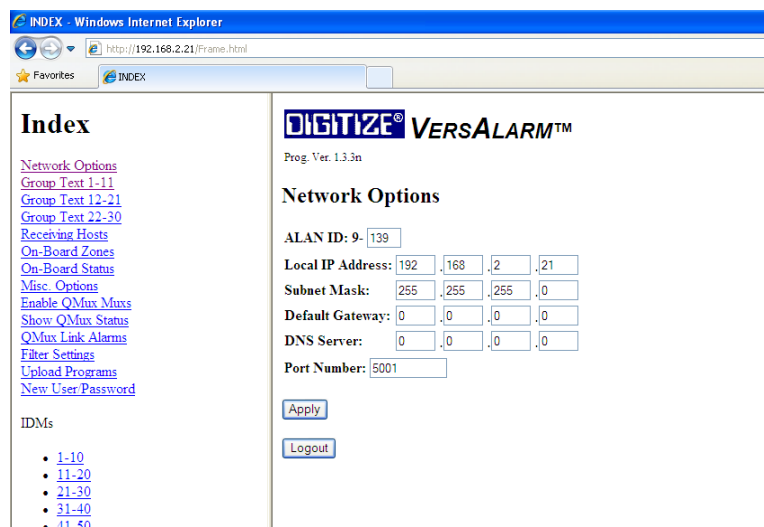 INDEX - Windows Internet Explorer
http://192.168.2.21/Frame.html
Favorites
INDEX
Index
Network Options
Group Text 1-11
Group Text 12-21
Group Text 22-30
Receiving Hosts
On-Board Zones
On-Board Status
Misc. Options
Enable QMux Muxs
Show QMux Status
QMux Link Alarms
Filter Settings
Upload Programs
New User/Password
IDMs
1-10
11-20
21-30
31-40
41-50
DIGITIZE® VERSALARM™
Prog. Ver. 1.3.3n
Network Options
ALAN ID: 9- 139
Local IP Address: 192 . 168 . 2 . 21
Subnet Mask: 255 . 255 . 255 . 0
Default Gateway: 0 . 0 . 0 . 0
DNS Server: 0 . 0 . 0 . 0
Port Number: 5001
Apply
Logout